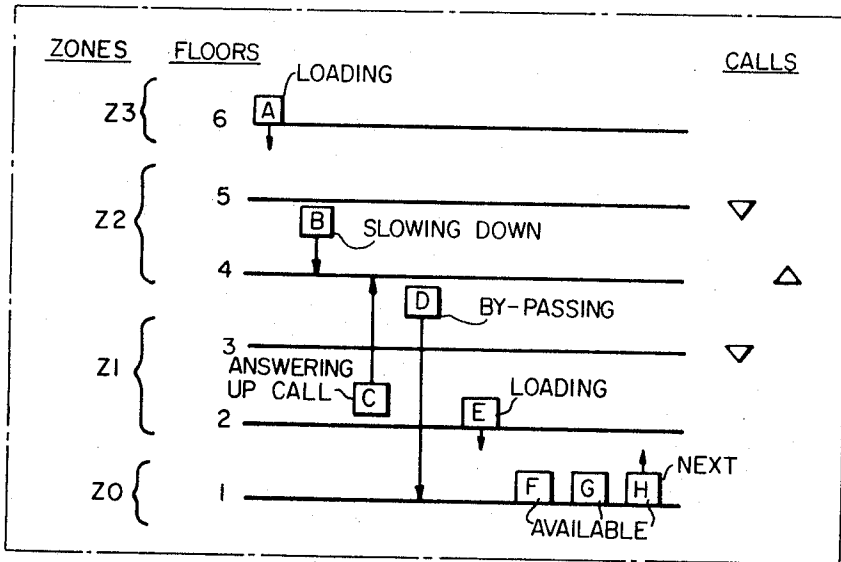 ZONES FLOORS CALLS
LOADING
Z3 6 A
5
Z2 B SLOWING DOWN
4
D BY-PASSING
3
Z1 ANSWERING UP CALL C
LOADING
2 E
NEXT
Z0 1 F G H
AVAILABLE